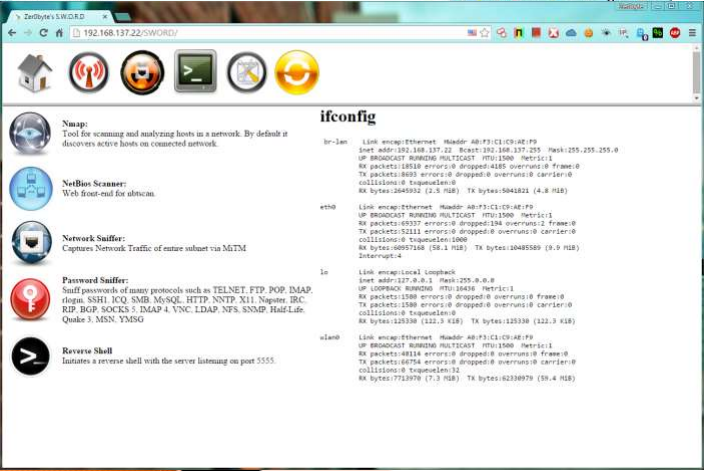 Zer0byte
Zer0byte's S.W.O.R.D
192.168.137.22/SWORD/
Nmap:
Tool for scanning and analyzing hosts in a network. By default it
discovers active hosts on connected network.
NetBios Scanner:
Web front-end for nbtscan.
Network Sniffer:
Captures Network Traffic of entire subnet via MiTM
Password Sniffer:
Sniff passwords of many protocols such as TELNET, FTP, POP, IMAP,
rlogin, SSH1, ICQ, SMB, MySQL, HTTP, NNTP, X11, Napster, IRC,
RIP, BGP, SOCKS 5, IMAP 4, VNC, LDAP, NFS, SNMP, Half-Life,
Quake 3, MSN, YMSG
Reverse Shell
Initiates a reverse shell with the server listening on port 5555.
ifconfig
br-lan Link encap:Ethernet HWaddr A0:F3:C1:C9:AE:F9
inet addr:192.168.137.22 Bcast:192.168.137.255 Mask:255.255.255.0
UP BROADCAST RUNNING MULTICAST MTU:1500 Metric:1
RX packets:18510 errors:0 dropped:4185 overruns:0 frame:0
TX packets:8693 errors:0 dropped:0 overruns:0 carrier:0
collisions:0 txqueuelen:0
RX bytes:2645932 (2.5 MiB) TX bytes:5041821 (4.8 MiB)
eth0 Link encap:Ethernet HWaddr A0:F3:C1:C9:AE:F9
UP BROADCAST RUNNING MULTICAST MTU:1500 Metric:1
RX packets:69337 errors:0 dropped:194 overruns:2 frame:0
TX packets:52111 errors:0 dropped:0 overruns:0 carrier:0
collisions:0 txqueuelen:1000
RX bytes:60957168 (58.1 MiB) TX bytes:10485589 (9.9 MiB)
Interrupt:4
lo Link encap:Local Loopback
inet addr:127.0.0.1 Mask:255.0.0.0
UP LOOPBACK RUNNING MTU:16436 Metric:1
RX packets:1580 errors:0 dropped:0 overruns:0 frame:0
TX packets:1580 errors:0 dropped:0 overruns:0 carrier:0
collisions:0 txqueuelen:0
RX bytes:125330 (122.3 KiB) TX bytes:125330 (122.3 KiB)
wlan0 Link encap:Ethernet HWaddr A0:F3:C1:C9:AE:F9
UP BROADCAST RUNNING MULTICAST MTU:1500 Metric:1
RX packets:48114 errors:0 dropped:0 overruns:0 frame:0
TX packets:66754 errors:0 dropped:0 overruns:0 carrier:0
collisions:0 txqueuelen:32
RX bytes:7713970 (7.3 MiB) TX bytes:62330979 (59.4 MiB)